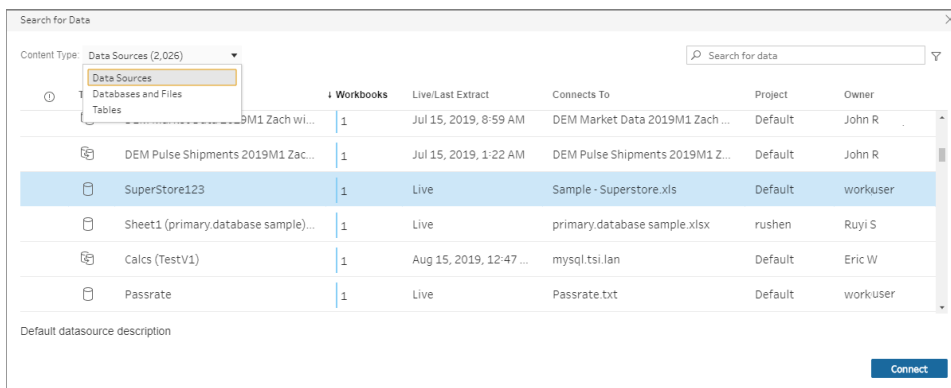 Search for Data
Content Type: Data Sources (2,026)
Search for data
Data Sources
Databases and Files
Tables
↓ Workbooks Live/Last Extract Connects To Project Owner
1 Jul 15, 2019, 8:59 AM DEM Market Data 2019M1 Zach ... Default John R
DEM Pulse Shipments 2019M1 Zac... 1 Jul 15, 2019, 1:22 AM DEM Pulse Shipments 2019M1 Z... Default John R
SuperStore123 1 Live Sample - Superstore.xls Default workuser
Sheet1 (primary.database sample)... 1 Live primary.database sample.xlsx rushen Ruyi S
Calcs (TestV1) 1 Aug 15, 2019, 12:47 ... mysql.tsi.lan Default Eric W
Passrate 1 Live Passrate.txt Default workuser
Default datasource description
Connect